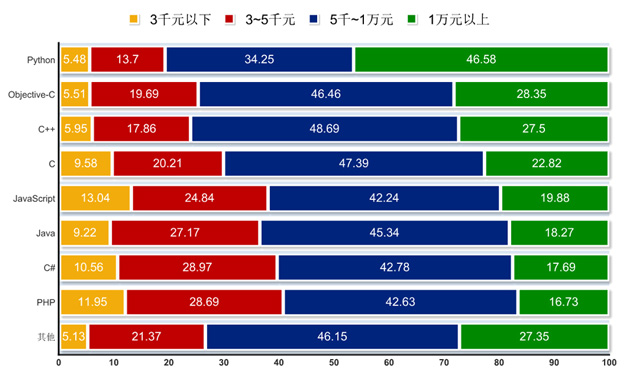 3千元以下 3~5千元 5千~1万元 1万元以上
Python 5.48 13.7 34.25 46.58
Objective-C 5.51 19.69 46.46 28.35
C++ 5.95 17.86 48.69 27.5
C 9.58 20.21 47.39 22.82
JavaScript 13.04 24.84 42.24 19.88
Java 9.22 27.17 45.34 18.27
C# 10.56 28.97 42.78 17.69
PHP 11.95 28.69 42.63 16.73
其他 5.13 21.37 46.15 27.35
0 10 20 30 40 50 60 70 80 90 100